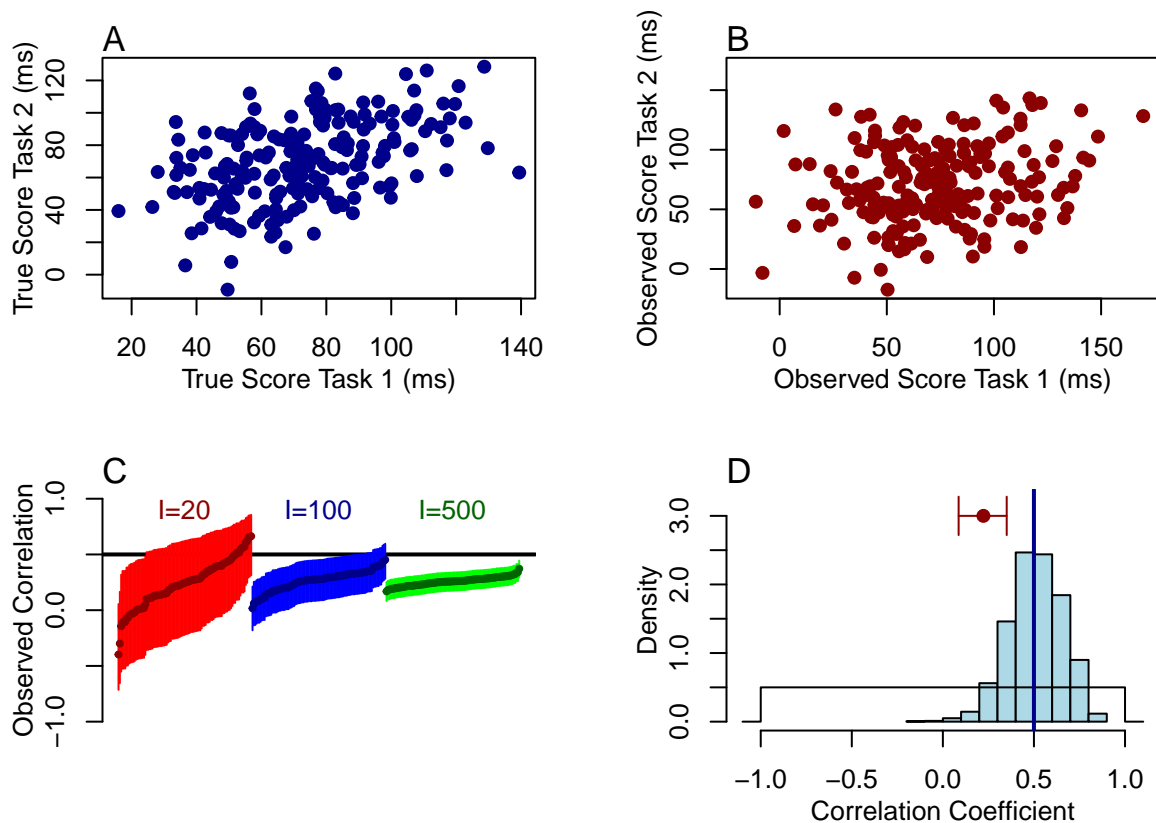 A
True Score Task 2 (ms)
0 40 80 120
20 40 60 80 100 140
True Score Task 1 (ms)
B
Observed Score Task 2 (ms)
0 50 100
0 50 100 150
Observed Score Task 1 (ms)
C
Observed Correlation
−1.0 0.0 1.0
I=20 I=100 I=500
D
Density
0.0 1.0 2.0 3.0
−1.0 −0.5 0.0 0.5 1.0
Correlation Coefficient